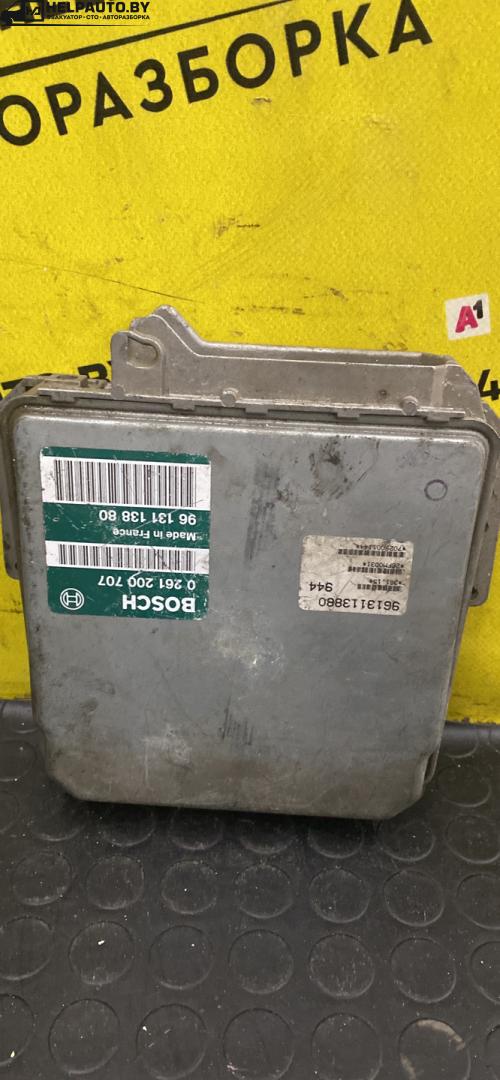 HELPAUTO.BY
ЭВАКУАТОР•СТО•АВТОРАЗБОРКА
ОРАЗБОРКА
A1
4
BOSCH
0 261 200 707
Made in France
96 131 138 80
9613113880
944